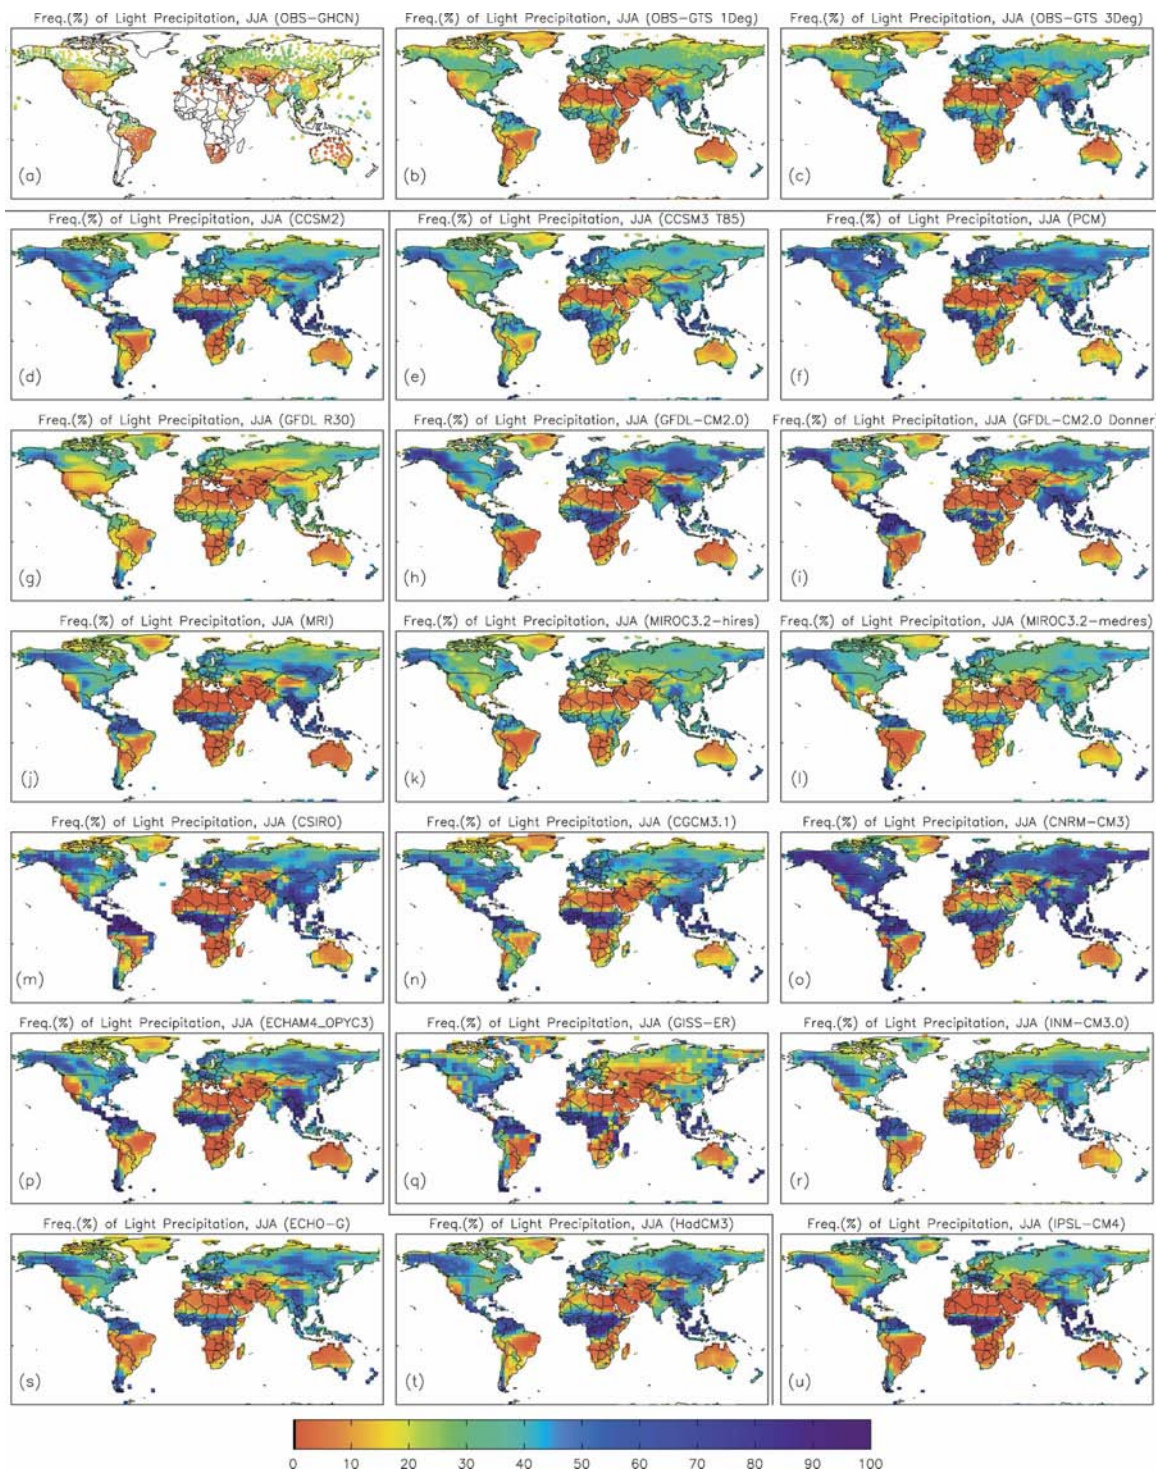 Freq.(%) of Light Precipitation, JJA (OBS-GHCN)
Freq.(%) of Light Precipitation, JJA (OBS-GTS 1Deg)
Freq.(%) of Light Precipitation, JJA (OBS-GTS 3Deg)
(a)
(b)
(c)
Freq.(%) of Light Precipitation, JJA (CCSM2)
Freq.(%) of Light Precipitation, JJA (CCSM3 T85)
Freq.(%) of Light Precipitation, JJA (PCM)
(d)
(e)
(f)
Freq.(%) of Light Precipitation, JJA (GFDL R30)
Freq.(%) of Light Precipitation, JJA (GFDL-CM2.0)
Freq.(%) of Light Precipitation, JJA (GFDL-CM2.0 Donner)
(g)
(h)
(i)
Freq.(%) of Light Precipitation, JJA (MRI)
Freq.(%) of Light Precipitation, JJA (MIROC3.2-hires)
Freq.(%) of Light Precipitation, JJA (MIROC3.2-medres)
(j)
(k)
(l)
Freq.(%) of Light Precipitation, JJA (CSIRO)
Freq.(%) of Light Precipitation, JJA (CGCM3.1)
Freq.(%) of Light Precipitation, JJA (CNRM-CM3)
(m)
(n)
(o)
Freq.(%) of Light Precipitation, JJA (ECHAM4_OPYC3)
Freq.(%) of Light Precipitation, JJA (GISS-ER)
Freq.(%) of Light Precipitation, JJA (INM-CM3.0)
(p)
(q)
(r)
Freq.(%) of Light Precipitation, JJA (ECHO-G)
Freq.(%) of Light Precipitation, JJA (HadCM3)
Freq.(%) of Light Precipitation, JJA (IPSL-CM4)
(s)
(t)
(u)
0 10 20 30 40 50 60 70 80 90 100